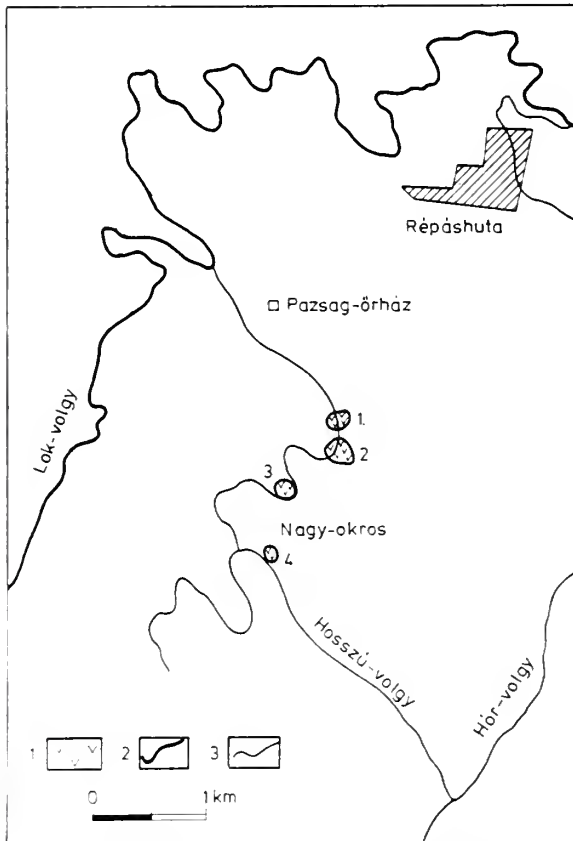 Répáshuta
Pazsag-őrház
1.
2
3
Lök-volgy
Nagy-okros
4
Hosszú-volgy
Hór-volgy
1 2 3
0 1 km